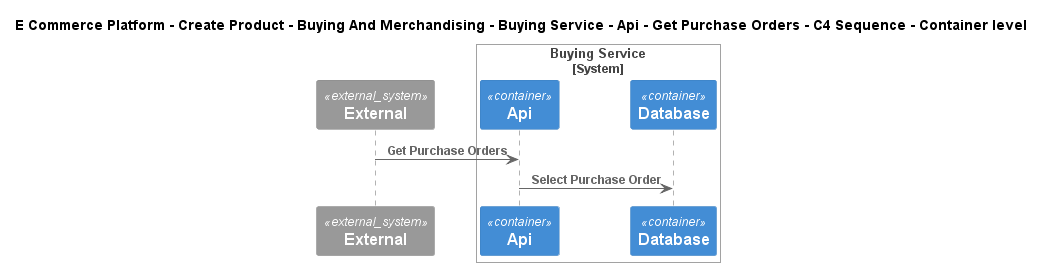 E Commerce Platform - Create Product - Buying And Merchandising - Buying Service - Api - Get Purchase Orders - C4 Sequence - Container level
Buying Service
[System]
«external_system»
External
«container»
Api
«container»
Database
Get Purchase Orders
Select Purchase Order
«external_system»
External
«container»
Api
«container»
Database